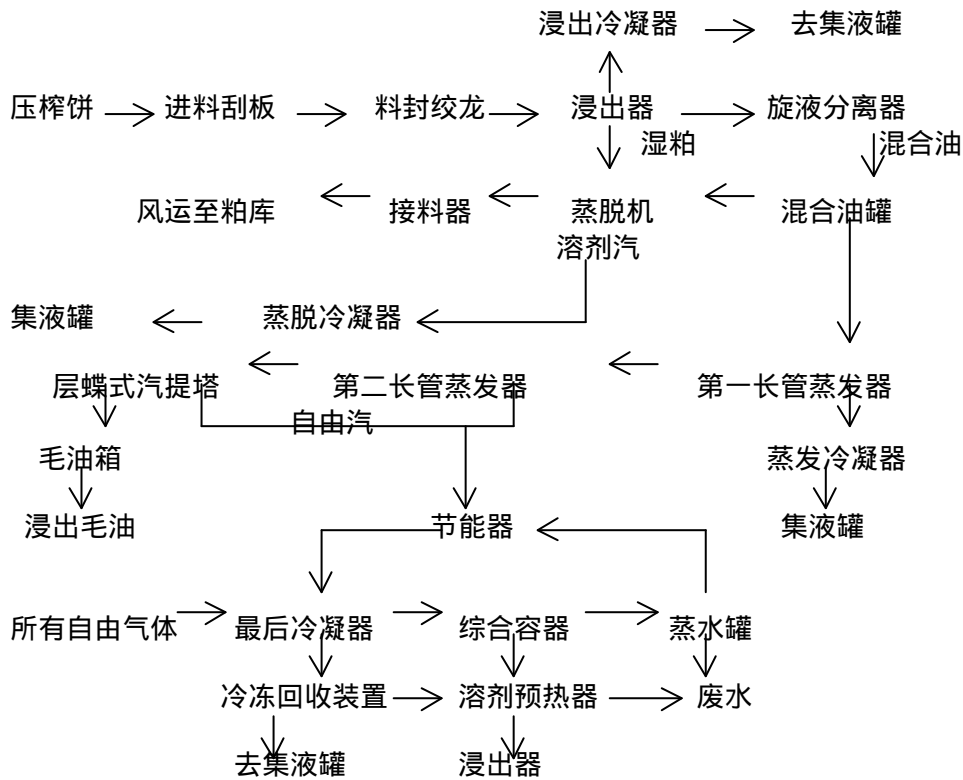 浸出冷凝器 去集液罐
压榨饼 进料刮板 料封绞龙 浸出器 旋液分离器
湿粕 混合油
风运至粕库 接料器 蒸脱机 混合油罐
溶剂汽
集液罐 蒸脱冷凝器
层蝶式汽提塔 第二长管蒸发器 第一长管蒸发器
自由汽
毛油箱 蒸发冷凝器
浸出毛油 节能器 集液罐
所有自由气体 最后冷凝器 综合容器 蒸水罐
冷冻回收装置 溶剂预热器 废水
去集液罐 浸出器